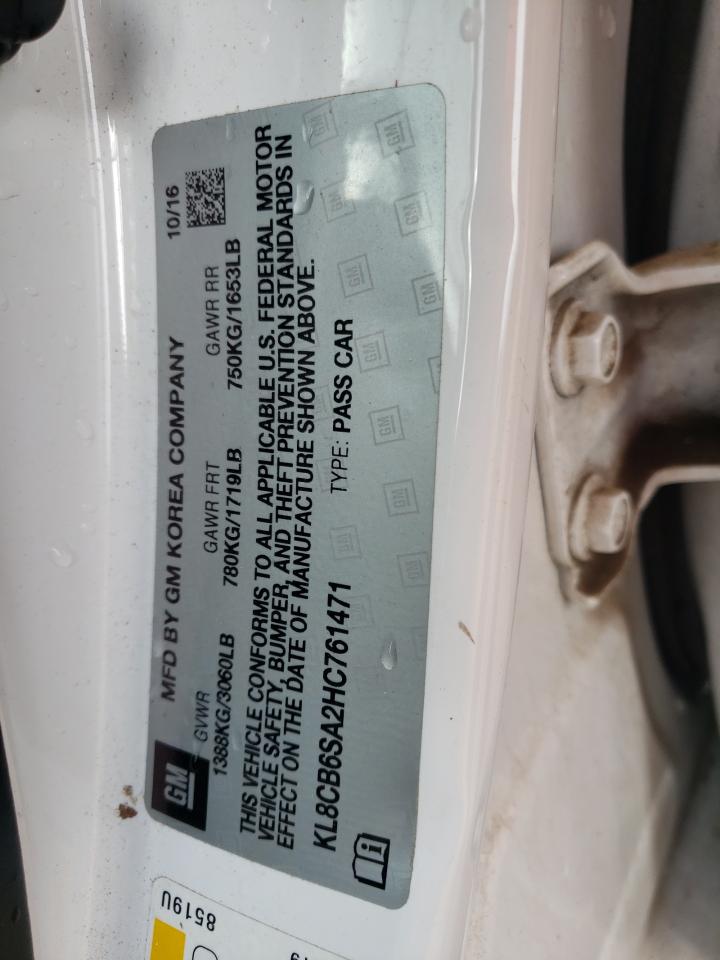 GM
MFD BY GM KOREA COMPANY
10/16
GVWR
GAWR FRT
GAWR RR
1388KG/3060LB
780KG/1719LB
750KG/1653LB
THIS VEHICLE CONFORMS TO ALL APPLICABLE U.S. FEDERAL MOTOR
VEHICLE SAFETY, BUMPER, AND THEFT PREVENTION STANDARDS IN
EFFECT ON THE DATE OF MANUFACTURE SHOWN ABOVE.
KL8CB6SA2HC761471
TYPE: PASS CAR
8519U